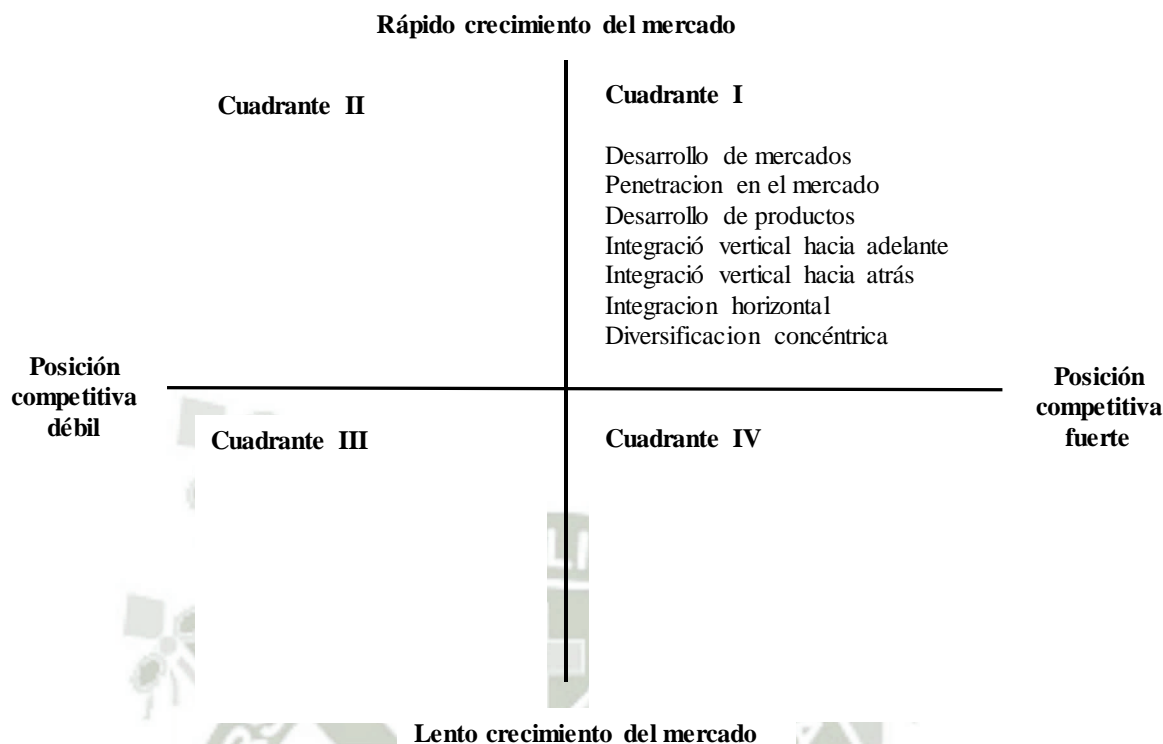 Rápido crecimiento del mercado
Cuadrante II
Cuadrante I
Desarrollo de mercados
Penetracion en el mercado
Desarrollo de productos
Integració vertical hacia adelante
Integració vertical hacia atrás
Integracion horizontal
Diversificacion concéntrica
Posición
competitiva
débil
Posición
competitiva
fuerte
Cuadrante III
Cuadrante IV
Lento crecimiento del mercado